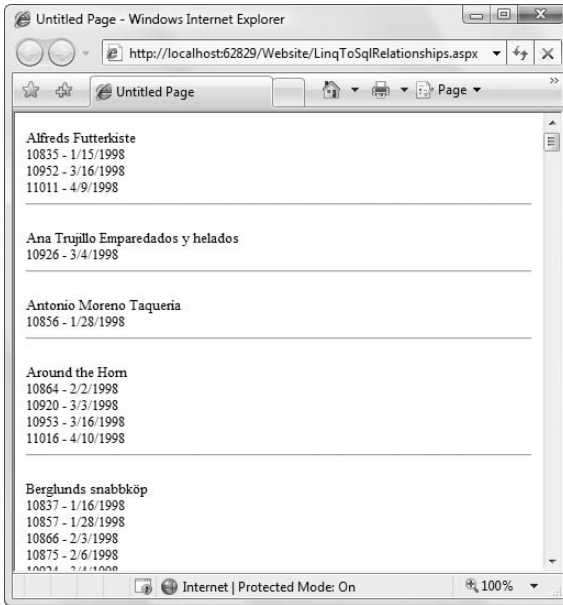 Untitled Page - Windows Internet Explorer
http://localhost:62829/Website/LinqToSqlRelationships.aspx
Untitled Page
Page
Alfreds Futterkiste
10835 - 1/15/1998
10952 - 3/16/1998
11011 - 4/9/1998
Ana Trujillo Emparedados y helados
10926 - 3/4/1998
Antonio Moreno Taquería
10856 - 1/28/1998
Around the Horn
10864 - 2/2/1998
10920 - 3/3/1998
10953 - 3/16/1998
11016 - 4/10/1998
Berglunds snabbköp
10837 - 1/16/1998
10857 - 1/28/1998
10866 - 2/3/1998
10875 - 2/6/1998
Internet | Protected Mode: On
100%